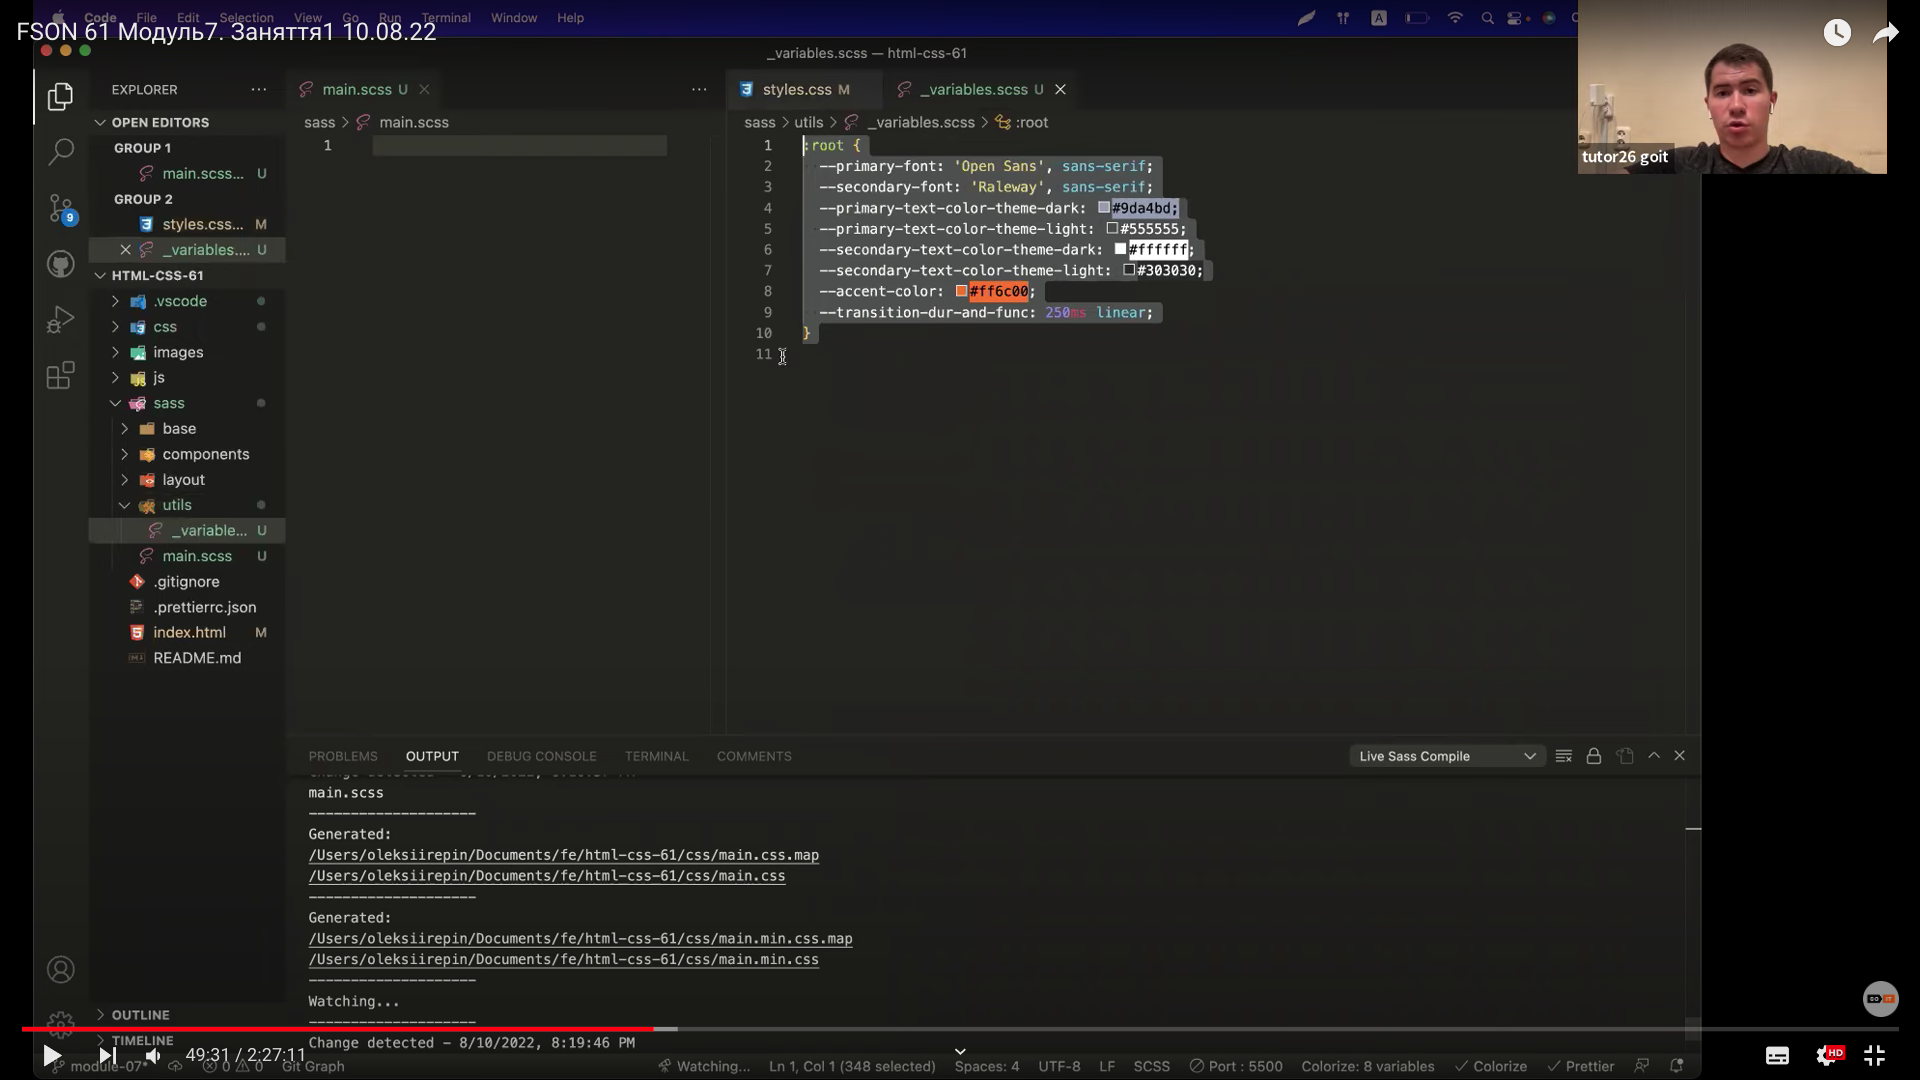 Code File Edit Selection View Go Run Terminal Window Help
FSON 61 Модуль7. Заняття1 10.08.22
_variables.scss — html-css-61
EXPLORER
OPEN EDITORS
GROUP 1
main.scss... U
GROUP 2
styles.css... M
_variables.... U
HTML-CSS-61
.vscode
css
images
js
sass
base
components
layout
utils
_variable... U
main.scss U
.gitignore
.prettierrc.json
index.html M
README.md
OUTLINE
TIMELINE
9
main.scss U
sass > main.scss
1
styles.css M
_variables.scss U
sass > utils > _variables.scss > :root
1 :root {
2 --primary-font: 'Open Sans', sans-serif;
3 --secondary-font: 'Raleway', sans-serif;
4 --primary-text-color-theme-dark: #9da4bd;
5 --primary-text-color-theme-light: #555555;
6 --secondary-text-color-theme-dark: #ffffff;
7 --secondary-text-color-theme-light: #303030;
8 --accent-color: #ff6c00;
9 --transition-dur-and-func: 250ms linear;
10 }
11
tutor26 goit
PROBLEMS OUTPUT DEBUG CONSOLE TERMINAL COMMENTS
Live Sass Compile
main.scss
--------------------
Generated:
/Users/oleksiirepin/Documents/fe/html-css-61/css/main.css.map
/Users/oleksiirepin/Documents/fe/html-css-61/css/main.css
--------------------
Generated:
/Users/oleksiirepin/Documents/fe/html-css-61/css/main.min.css.map
/Users/oleksiirepin/Documents/fe/html-css-61/css/main.min.css
--------------------
Watching...
--------------------
Change detected - 8/10/2022, 8:19:46 PM
49:31 / 2:27:11
HD
module-07* 0 0 Git Graph Watching... Ln 1, Col 1 (348 selected) Spaces: 4 UTF-8 LF SCSS Port : 5500 Colorize: 8 variables Colorize Prettier